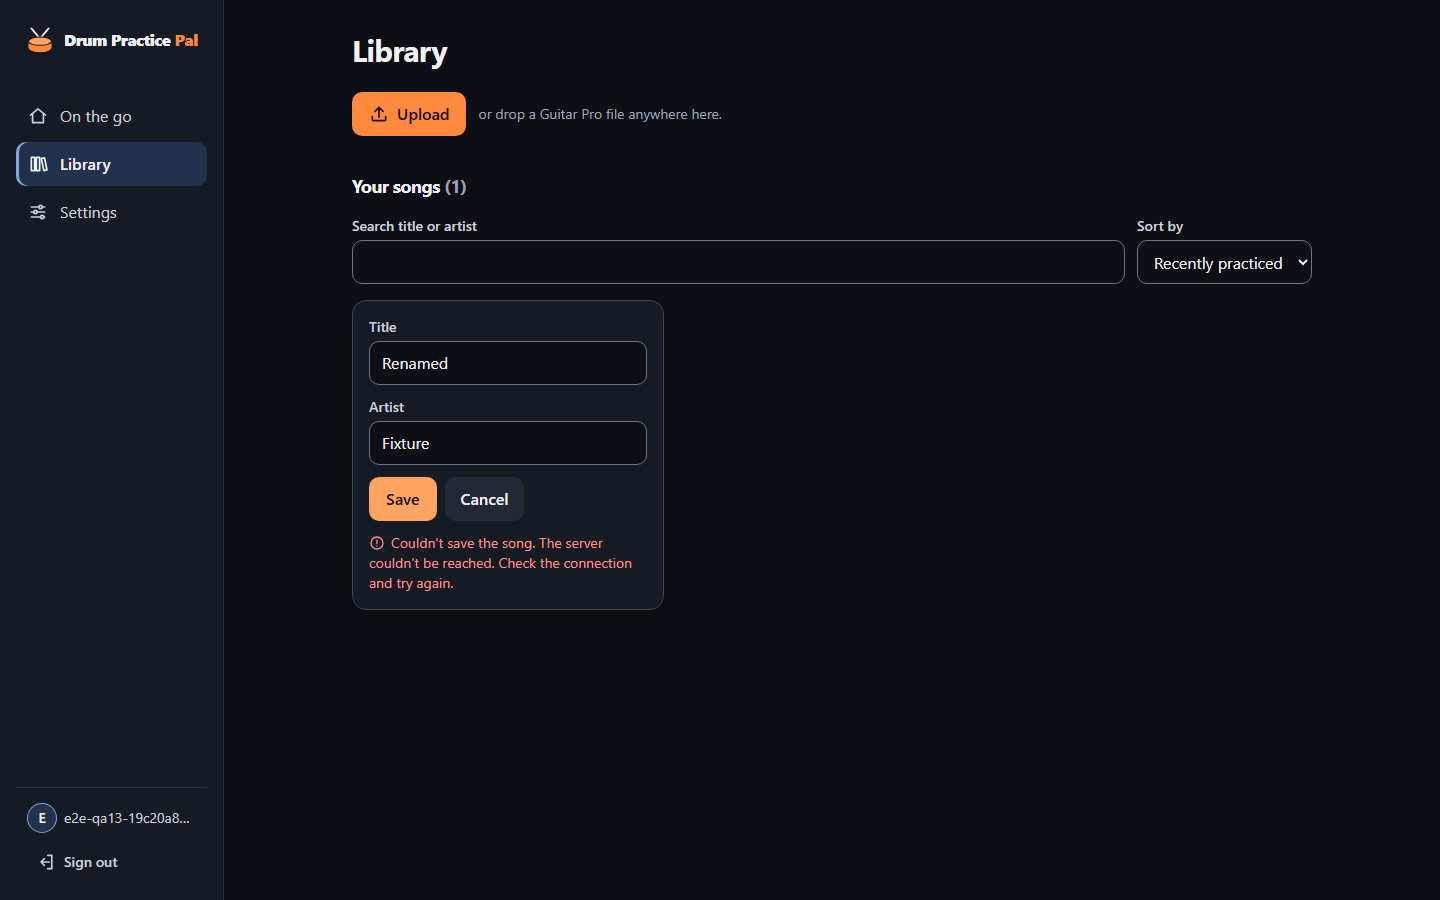 Drum Practice Pal
On the go
Library
Settings
e2e-qa13-19c20a8...
E
Sign out
Library
Upload
or drop a Guitar Pro file anywhere here.
Your songs (1)
Search title or artist
Sort by
Recently practiced
Title
Renamed
Artist
Fixture
Save
Cancel
Couldn't save the song. The server
couldn't be reached. Check the connection
and try again.